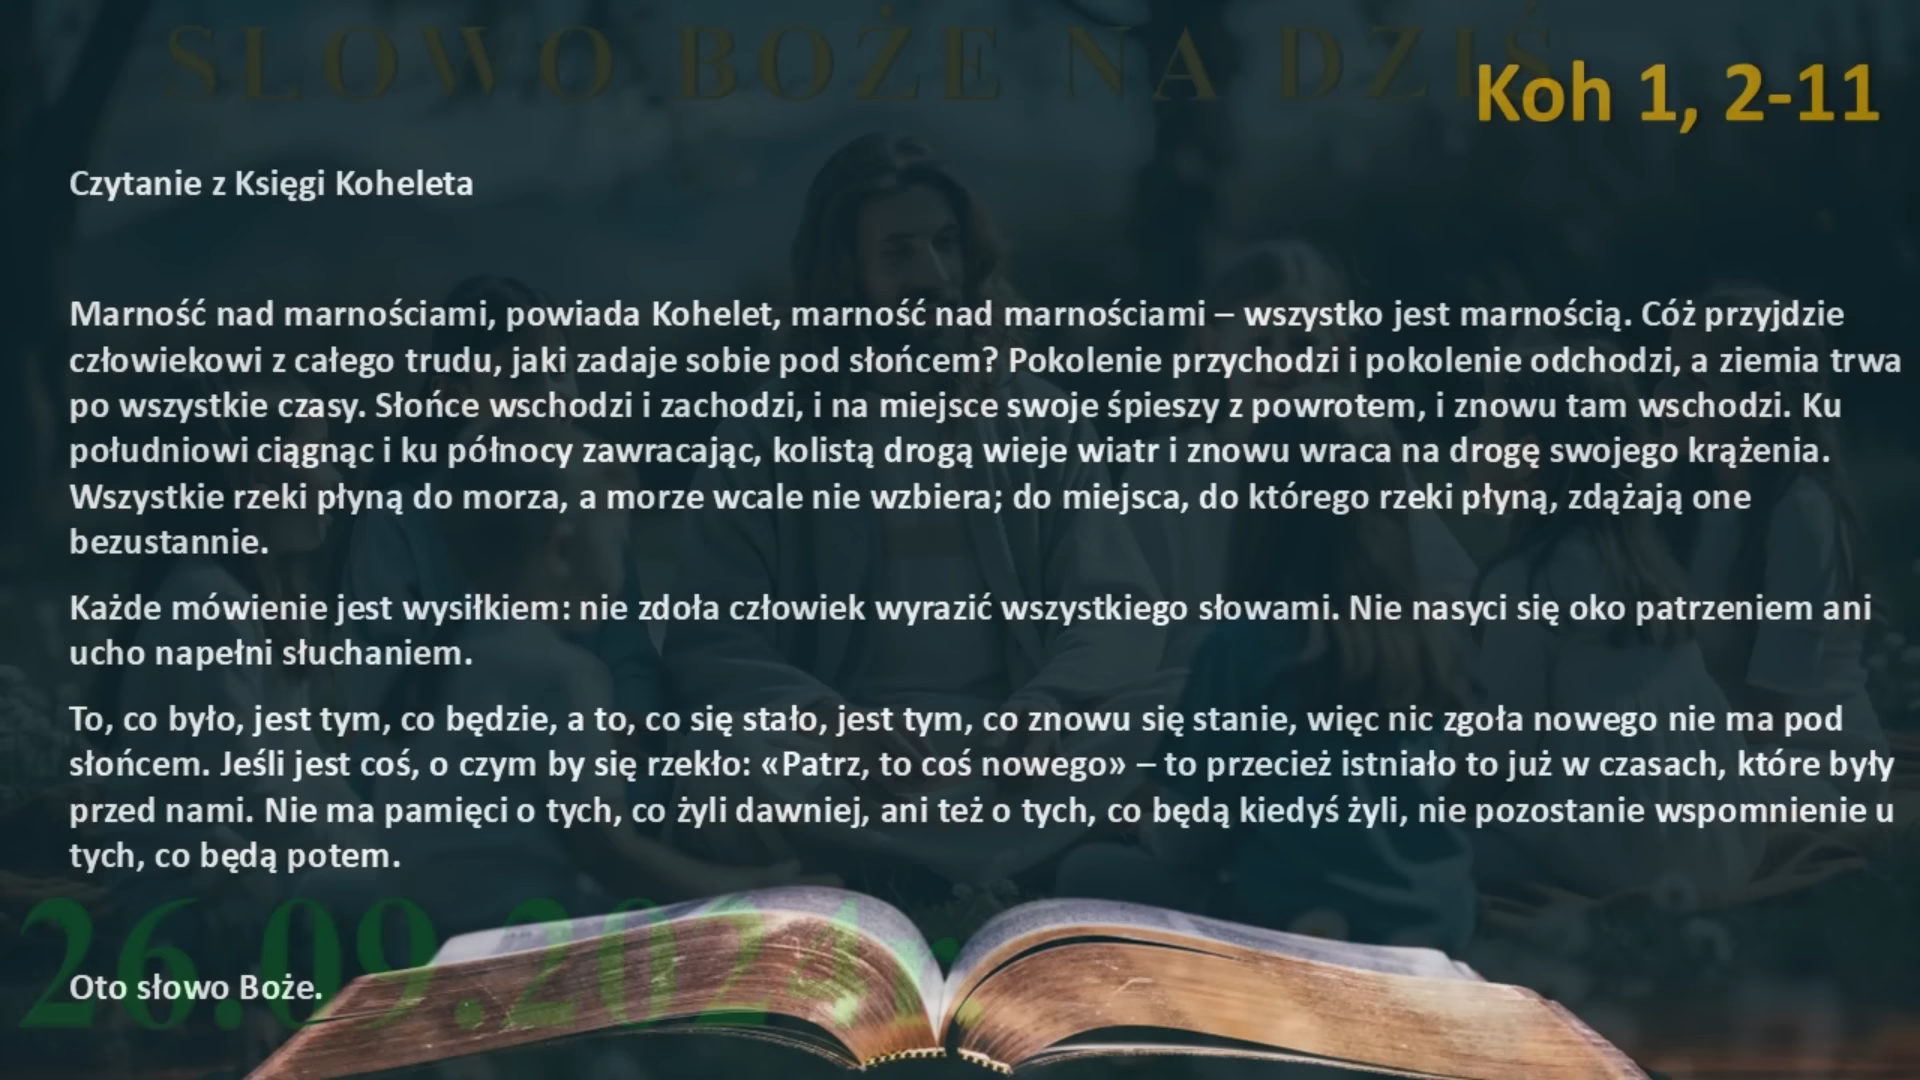 SŁOWO BOŻE NA DZIŚ
Koh 1, 2-11
Czytanie z Księgi Koheleta
Marność nad marnościami, powiada Kohelet, marność nad marnościami – wszystko jest marnością. Cóż przyjdzie
człowiekowi z całego trudu, jaki zadaje sobie pod słońcem? Pokolenie przychodzi i pokolenie odchodzi, a ziemia trwa
po wszystkie czasy. Słońce wschodzi i zachodzi, i na miejsce swoje śpieszy z powrotem, i znowu tam wschodzi. Ku
południowi ciągnąc i ku północy zawracając, kolistą drogą wieje wiatr i znowu wraca na drogę swojego krążenia.
Wszystkie rzeki płyną do morza, a morze wcale nie wzbiera; do miejsca, do którego rzeki płyną, zdążają one
bezustannie.
Każde mówienie jest wysiłkiem: nie zdoła człowiek wyrazić wszystkiego słowami. Nie nasyci się oko patrzeniem ani
ucho napełni słuchaniem.
To, co było, jest tym, co będzie, a to, co się stało, jest tym, co znowu się stanie, więc nic zgoła nowego nie ma pod
słońcem. Jeśli jest coś, o czym by się rzekło: «Patrz, to coś nowego» – to przecież istniało to już w czasach, które były
przed nami. Nie ma pamięci o tych, co żyli dawniej, ani też o tych, co będą kiedyś żyli, nie pozostanie wspomnienie u
tych, co będą potem.
26.09.2024r.
Oto słowo Boże.